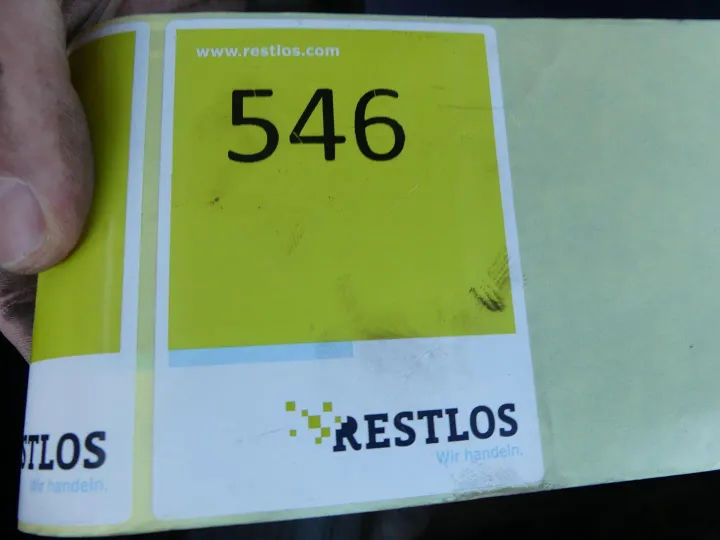 www.restlos.com
546
RESTLOS
Wir handeln.
STLOS
Wir handeln.